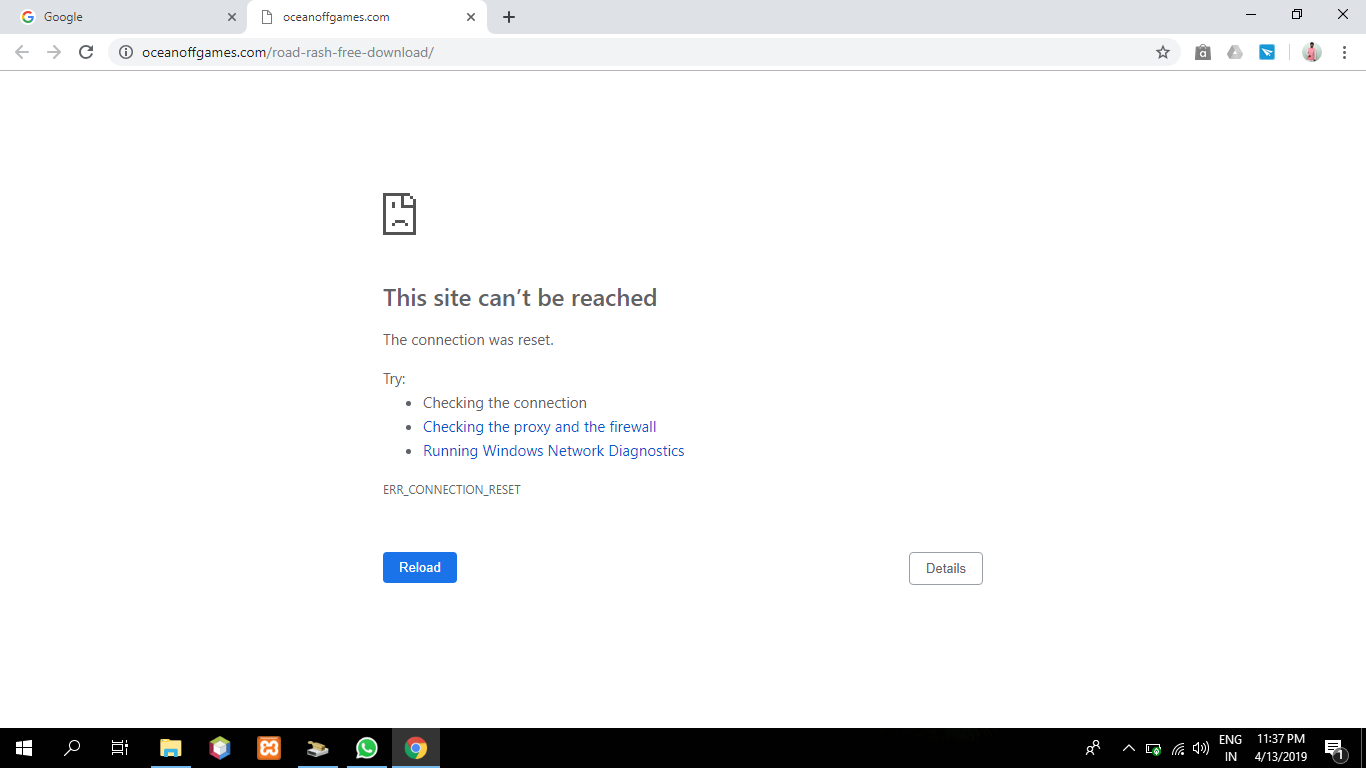 Google
oceanoffgames.com
oceanoffgames.com/road-rash-free-download/
This site can’t be reached
The connection was reset.
Try:
• Checking the connection
• Checking the proxy and the firewall
• Running Windows Network Diagnostics
ERR_CONNECTION_RESET
Reload
Details
ENG
IN
11:37 PM
4/13/2019
1